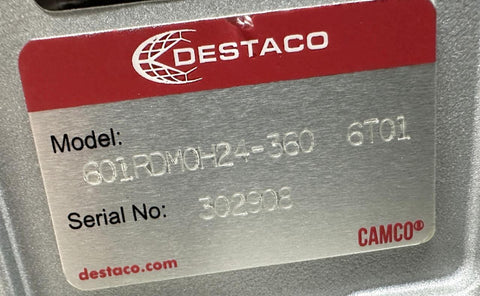 DESTACO
Model:
601RDM0H24-360 6T01
Serial No: 302908
destaco.com CAMCO®